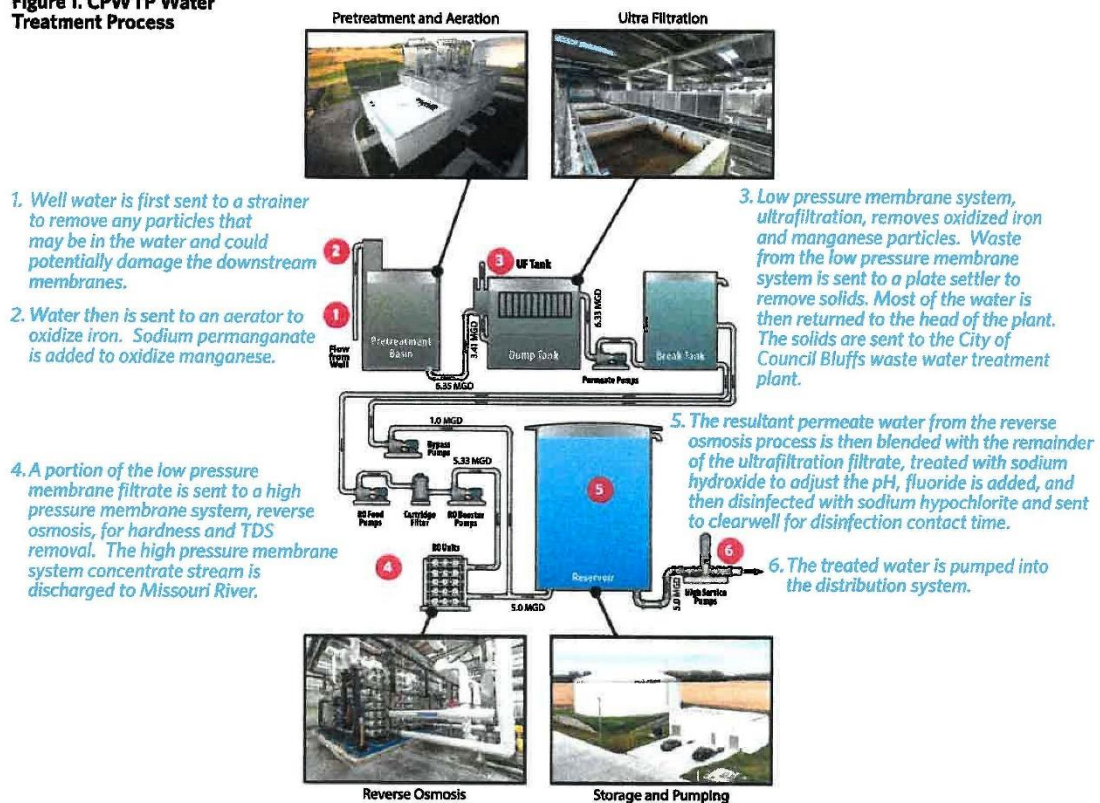 Figure 1. CPWTP Water
Treatment Process
Pretreatment and Aeration
Ultra Filtration
1. Well water is first sent to a strainer
to remove any particles that
may be in the water and could
potentially damage the downstream
membranes.
2. Water then is sent to an aerator to
oxidize iron. Sodium permanganate
is added to oxidize manganese.
3. Low pressure membrane system,
ultrafiltration, removes oxidized iron
and manganese particles. Waste
from the low pressure membrane
system is sent to a plate settler to
remove solids. Most of the water is
then returned to the head of the plant.
The solids are sent to the City of
Council Bluffs waste water treatment
plant.
2
1
Flow
from
Well
Pretreatment
Basin
6.35 MGD
3.41 MGD
3
UF Tank
Dump Tank
6.33 MGD
Permeate Pumps
Break Tank
1.0 MGD
Bypass
Pumps
5.33 MGD
RO Feed
Pumps
Cartridge
Filter
RO Booster
Pumps
4. A portion of the low pressure
membrane filtrate is sent to a high
pressure membrane system, reverse
osmosis, for hardness and TDS
removal. The high pressure membrane
system concentrate stream is
discharged to Missouri River.
4
RO Units
5.0 MGD
5
Reservoir
5.0 MGD
6
High Service
Pumps
5. The resultant permeate water from the reverse
osmosis process is then blended with the remainder
of the ultrafiltration filtrate, treated with sodium
hydroxide to adjust the pH, fluoride is added, and
then disinfected with sodium hypochlorite and sent
to clearwell for disinfection contact time.
6. The treated water is pumped into
the distribution system.
Reverse Osmosis
Storage and Pumping